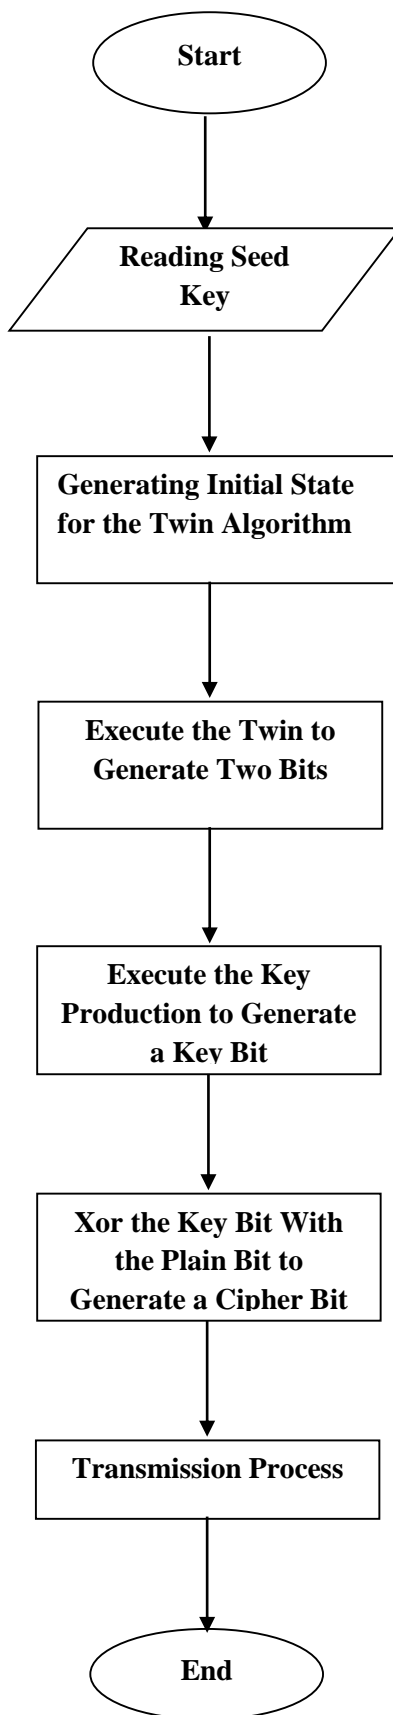 Start
Reading Seed
Key
Generating Initial State
for the Twin Algorithm
Execute the Twin to
Generate Two Bits
Execute the Key
Production to Generate
a Key Bit
Xor the Key Bit With
the Plain Bit to
Generate a Cipher Bit
Transmission Process
End